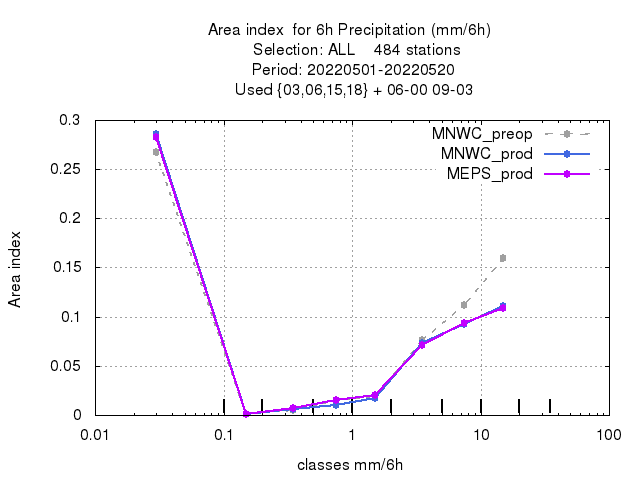 Area index  for 6h Precipitation (mm/6h)
Selection: ALL    484 stations
Period: 20220501-20220520
Used {03,06,15,18} + 06-00 09-03
MNWC_preop
MNWC_prod
MEPS_prod
0.3
0.25
0.2
0.15
0.1
0.05
0
Area index
0.01
0.1
1
10
100
classes mm/6h